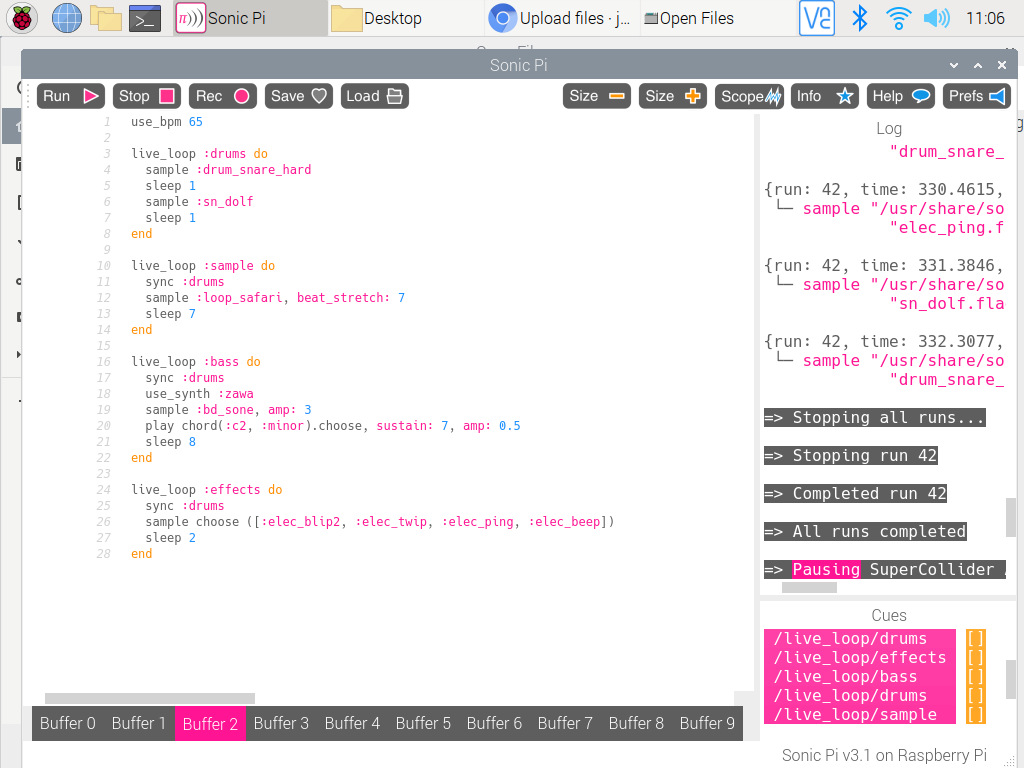 Sonic Pi
Desktop
Upload files · j...
Open Files
11:06
Sonic Pi
Run
Stop
Rec
Save
Load
Size
Size
Scope
Info
Help
Prefs
1 use_bpm 65
2
3 live_loop :drums do
4 sample :drum_snare_hard
5 sleep 1
6 sample :sn_dolf
7 sleep 1
8 end
9
10 live_loop :sample do
11 sync :drums
12 sample :loop_safari, beat_stretch: 7
13 sleep 7
14 end
15
16 live_loop :bass do
17 sync :drums
18 use_synth :zawa
19 sample :bd_sone, amp: 3
20 play chord(:c2, :minor).choose, sustain: 7, amp: 0.5
21 sleep 8
22 end
23
24 live_loop :effects do
25 sync :drums
26 sample choose ([:elec_blip2, :elec_twip, :elec_ping, :elec_beep])
27 sleep 2
28 end
Log
"drum_snare_
{run: 42, time: 330.4615,
└─ sample "/usr/share/so
"elec_ping.f
{run: 42, time: 331.3846,
└─ sample "/usr/share/so
"sn_dolf.fla
{run: 42, time: 332.3077,
└─ sample "/usr/share/so
"drum_snare_
=> Stopping all runs...
=> Stopping run 42
=> Completed run 42
=> All runs completed
=> Pausing SuperCollider
Cues
/live_loop/drums []
/live_loop/effects []
/live_loop/bass []
/live_loop/drums []
/live_loop/sample []
Buffer 0 Buffer 1 Buffer 2 Buffer 3 Buffer 4 Buffer 5 Buffer 6 Buffer 7 Buffer 8 Buffer 9
Sonic Pi v3.1 on Raspberry Pi